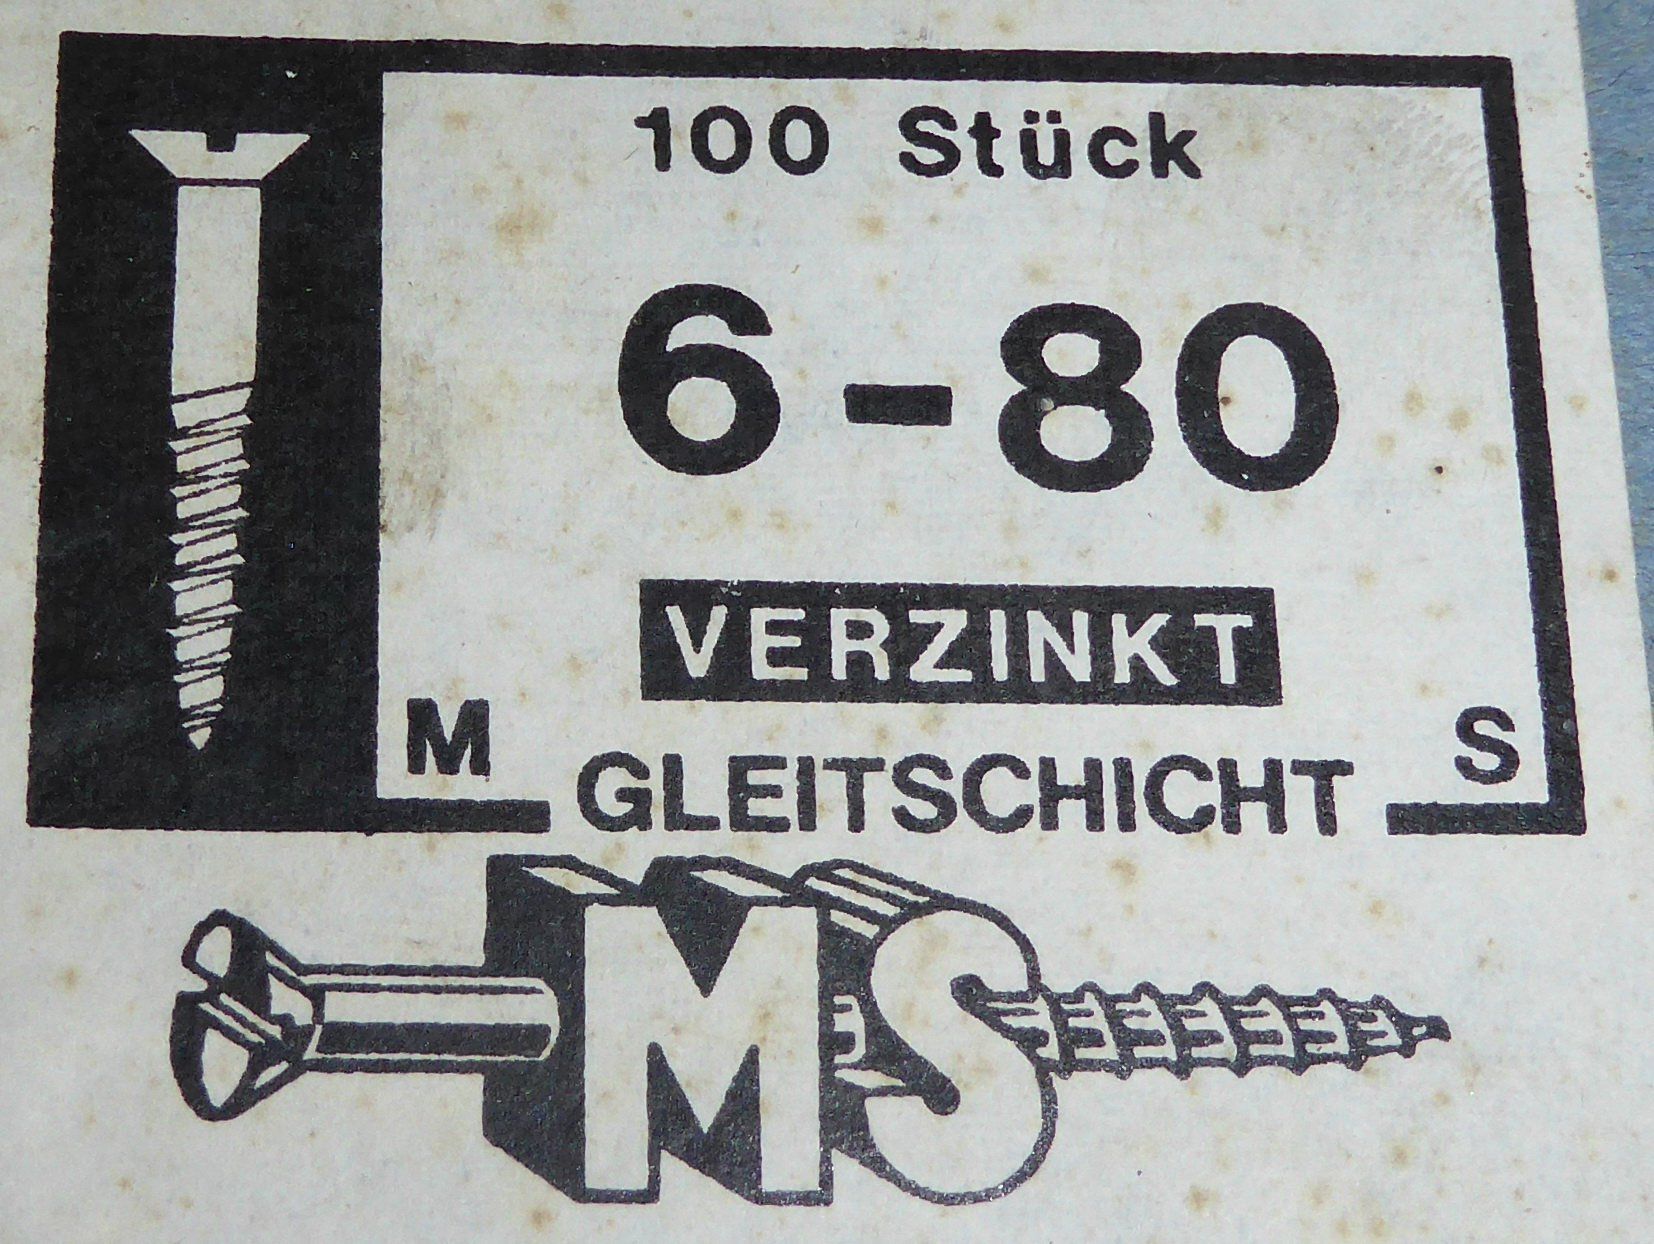 100 Stück
6-80
VERZINKT
M S
GLEITSCHICHT
MS